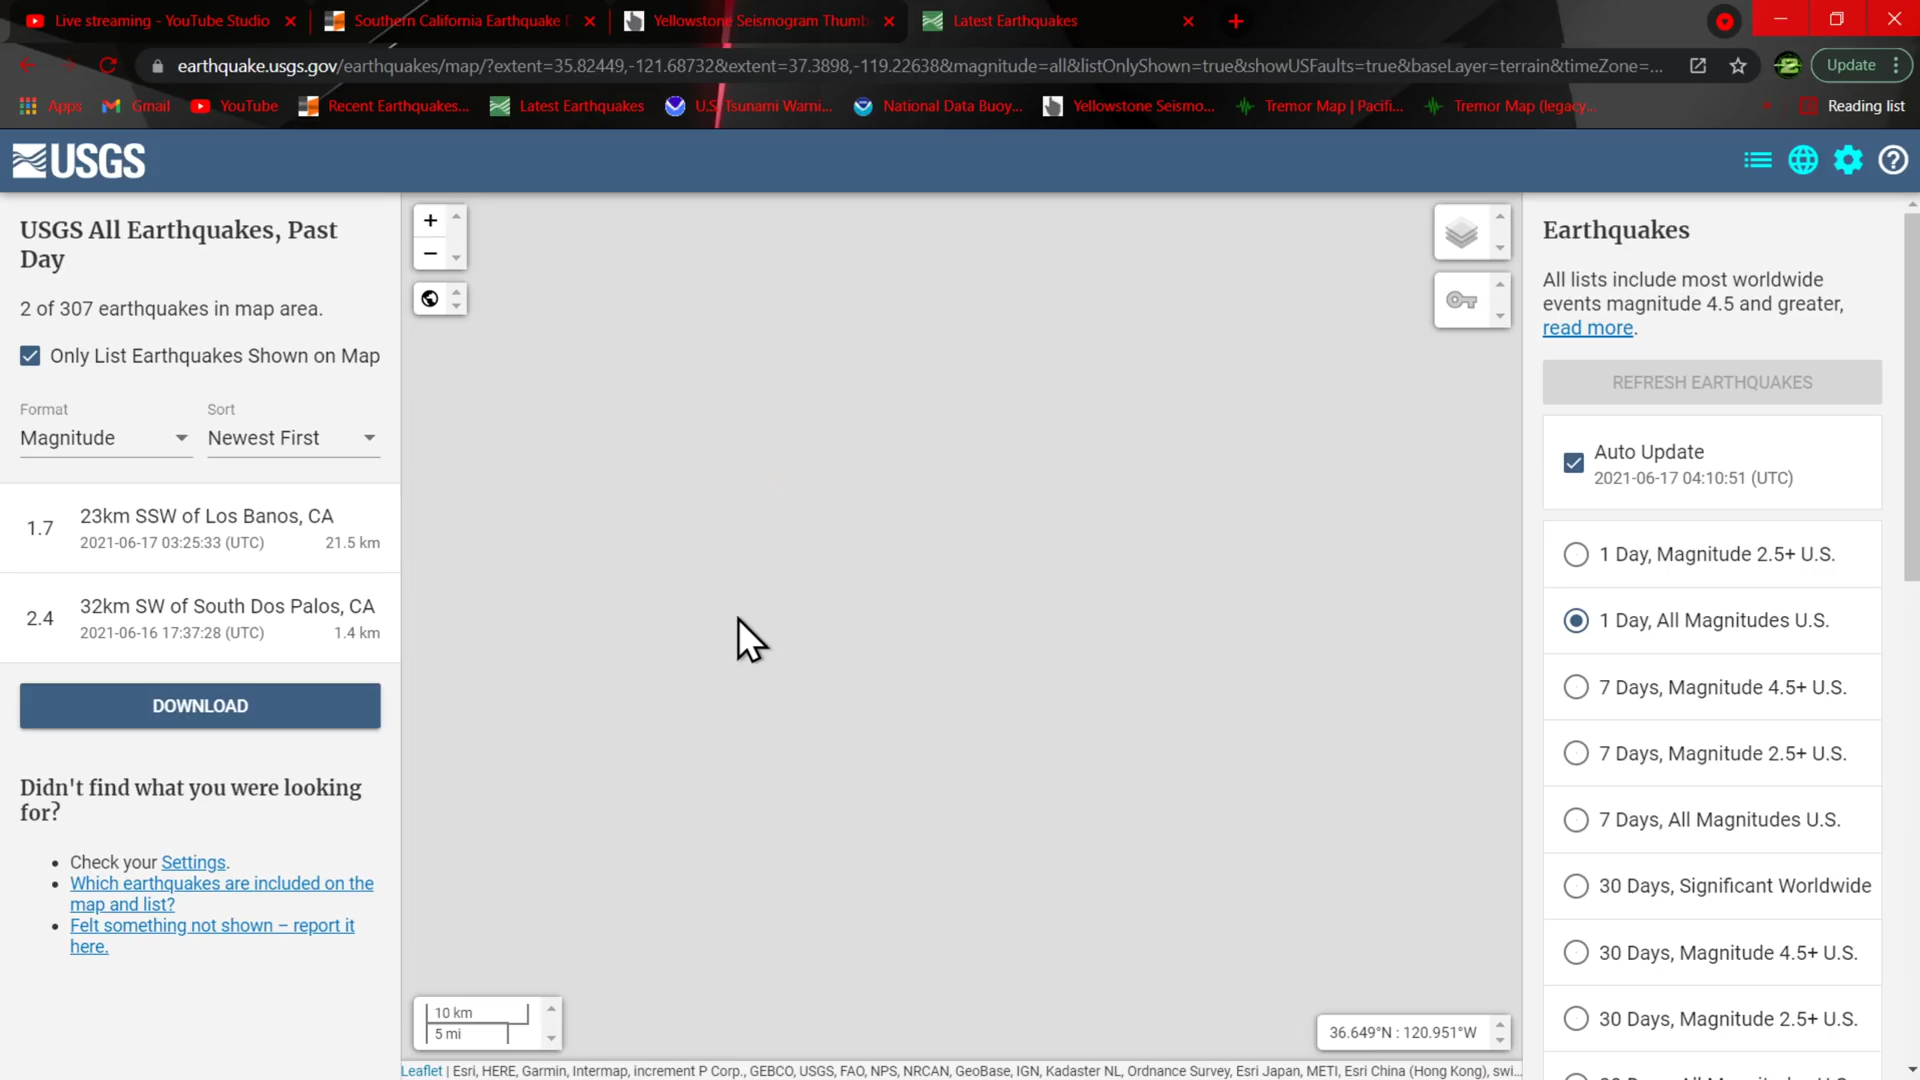 Live streaming - YouTube Studio
Southern California Earthquake
Yellowstone Seismogram Thumb
Latest Earthquakes
earthquake.usgs.gov/earthquakes/map/?extent=35.82449,-121.68732&extent=37.3898,-119.22638&magnitude=all&listOnlyShown=true&showUSFaults=true&baseLayer=terrain&timeZone=...
Update
Apps
Gmail
YouTube
Recent Earthquakes...
Latest Earthquakes
U.S. Tsunami Warni...
National Data Buoy...
Yellowstone Seismo...
Tremor Map | Pacifi...
Tremor Map (legacy...
Reading list
USGS
USGS All Earthquakes, Past
Day
2 of 307 earthquakes in map area.
Only List Earthquakes Shown on Map
Format
Sort
Magnitude
Newest First
1.7
23km SSW of Los Banos, CA
2021-06-17 03:25:33 (UTC)
21.5 km
2.4
32km SW of South Dos Palos, CA
2021-06-16 17:37:28 (UTC)
1.4 km
DOWNLOAD
Didn't find what you were looking
for?
Check your Settings.
Which earthquakes are included on the
map and list?
Felt something not shown – report it
here.
+
−
10 km
5 mi
36.649°N : 120.951°W
Leaflet | Esri, HERE, Garmin, Intermap, increment P Corp., GEBCO, USGS, FAO, NPS, NRCAN, GeoBase, IGN, Kadaster NL, Ordnance Survey, Esri Japan, METI, Esri China (Hong Kong), swi...
Earthquakes
All lists include most worldwide
events magnitude 4.5 and greater,
read more.
REFRESH EARTHQUAKES
Auto Update
2021-06-17 04:10:51 (UTC)
1 Day, Magnitude 2.5+ U.S.
1 Day, All Magnitudes U.S.
7 Days, Magnitude 4.5+ U.S.
7 Days, Magnitude 2.5+ U.S.
7 Days, All Magnitudes U.S.
30 Days, Significant Worldwide
30 Days, Magnitude 4.5+ U.S.
30 Days, Magnitude 2.5+ U.S.